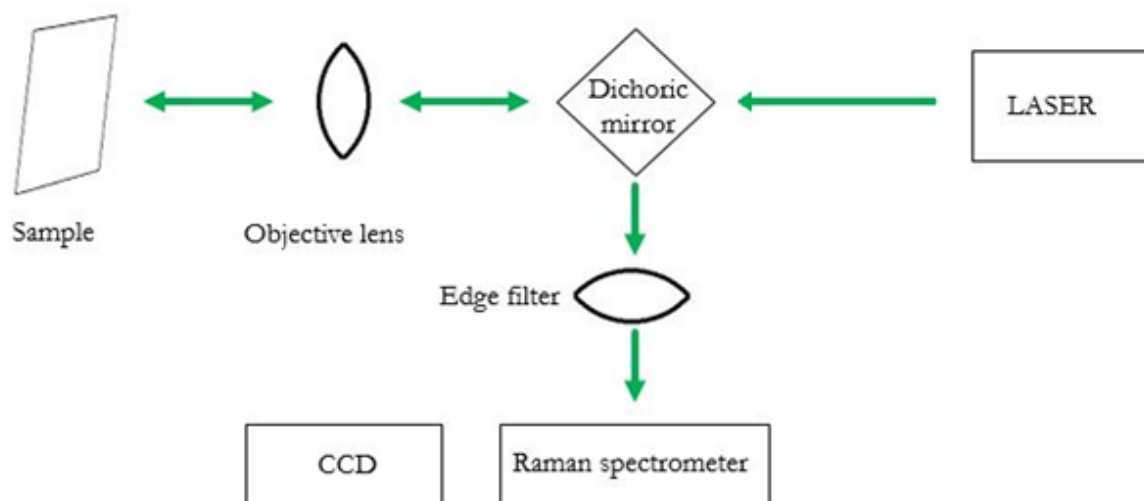 Dichoric
mirror
LASER
Sample
Objective lens
Edge filter
CCD
Raman spectrometer